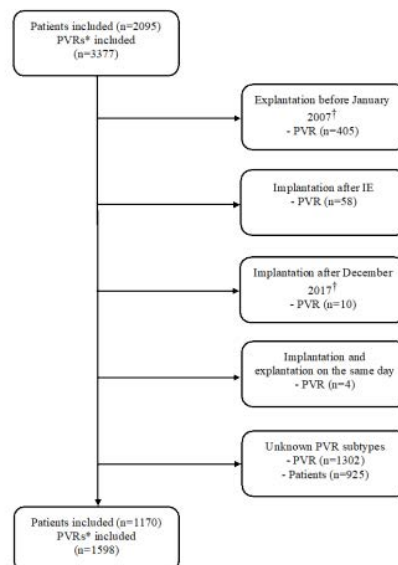 Patients included (n=2095)
PVRs* included
(n=3377)
Explantation before January
2007†
- PVR (n=405)
Implantation after IE
- PVR (n=58)
Implantation after December
2017†
- PVR (n=10)
Implantation and
explantation on the same day
- PVR (n=4)
Unknown PVR subtypes
- PVR (n=1302)
- Patients (n=925)
Patients included (n=1170)
PVRs* included
(n=1598)